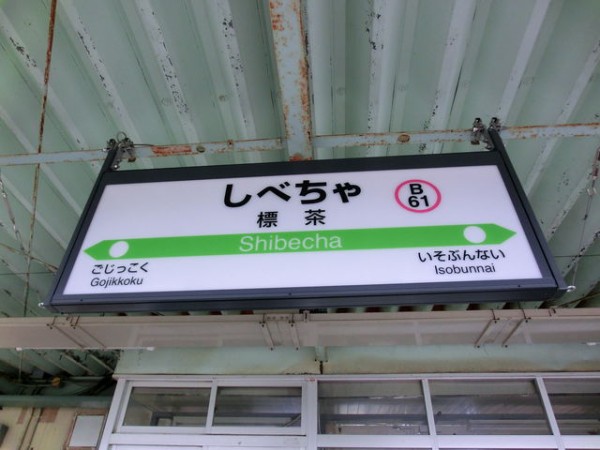 しべちゃ
標茶
B
61
Shibecha
ごじっこく
Gojikkoku
いそぶんない
Isobunnai